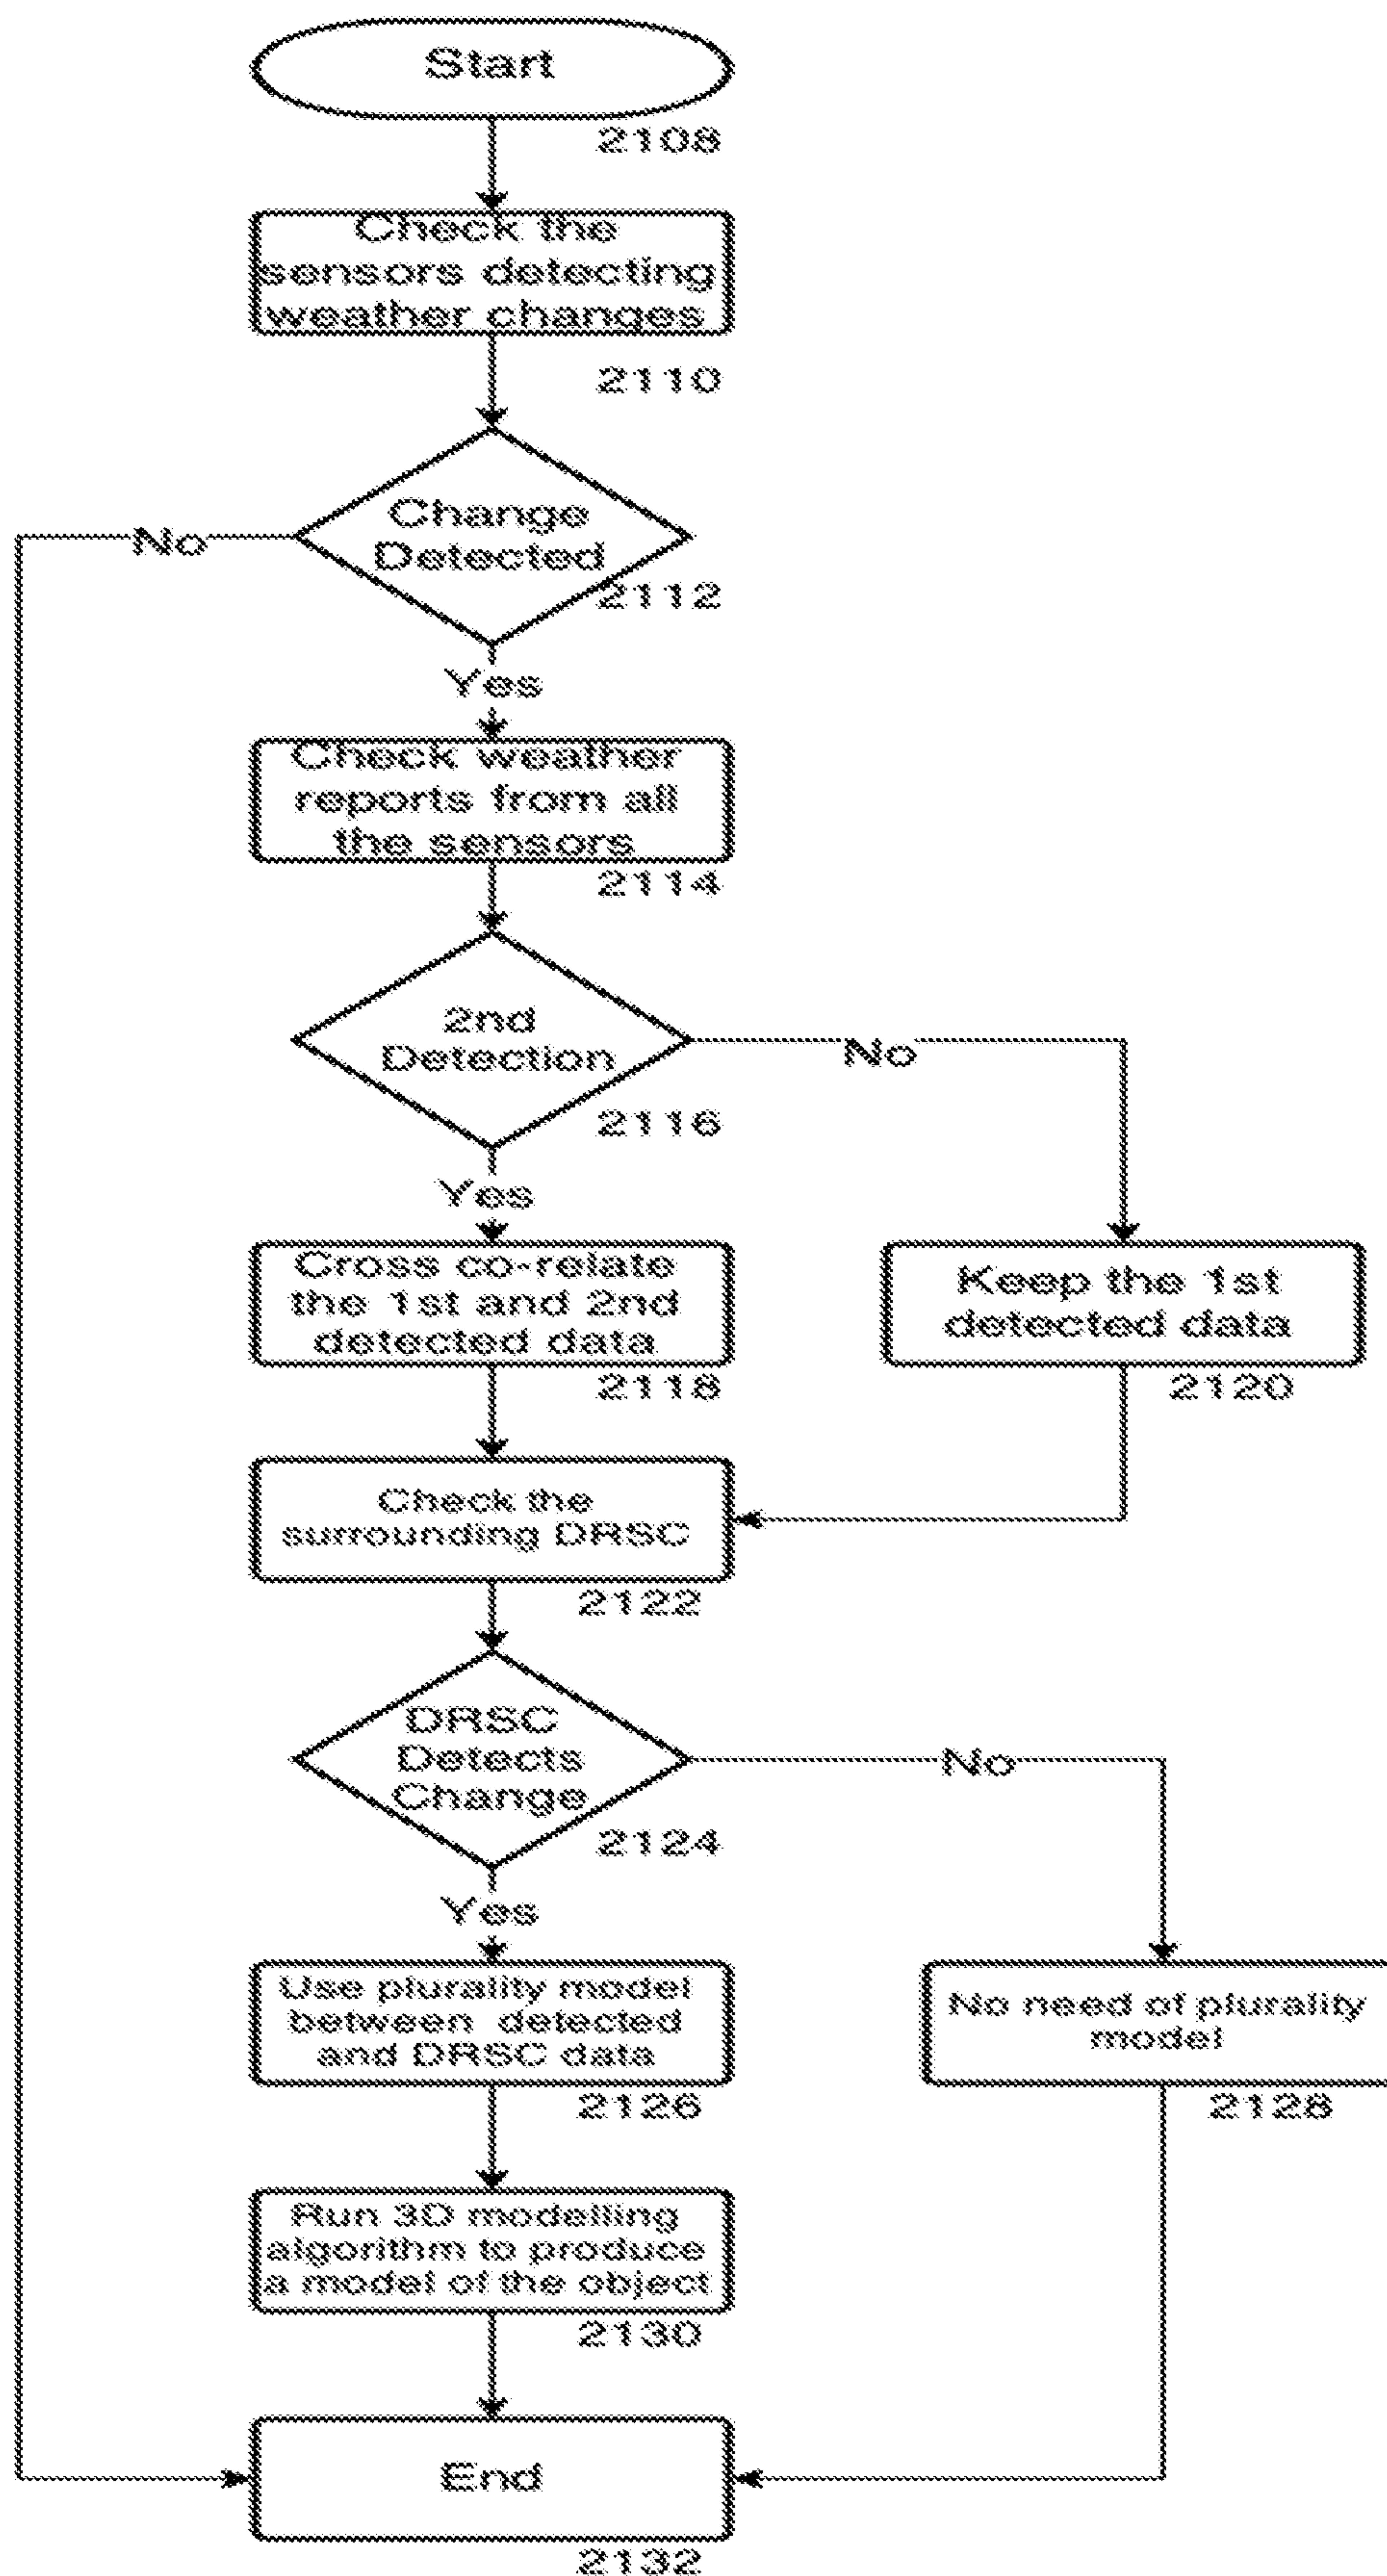 Start
2108
Check the
sensors detecting
weather changes
2110
Change
Detected
2112
No
Yes
Check weather
reports from all
the sensors
2114
2nd
Detection
2116
No
Yes
Cross co-relate
the 1st and 2nd
detected data
2118
Keep the 1st
detected data
2120
Check the
surrounding DRSC
2122
DRSC
Detects
Change
2124
No
Yes
Use plurality model
between detected
and DRSC data
2126
No need of plurality
model
2128
Run 3D modelling
algorithm to produce
a model of the object
2130
End
2132